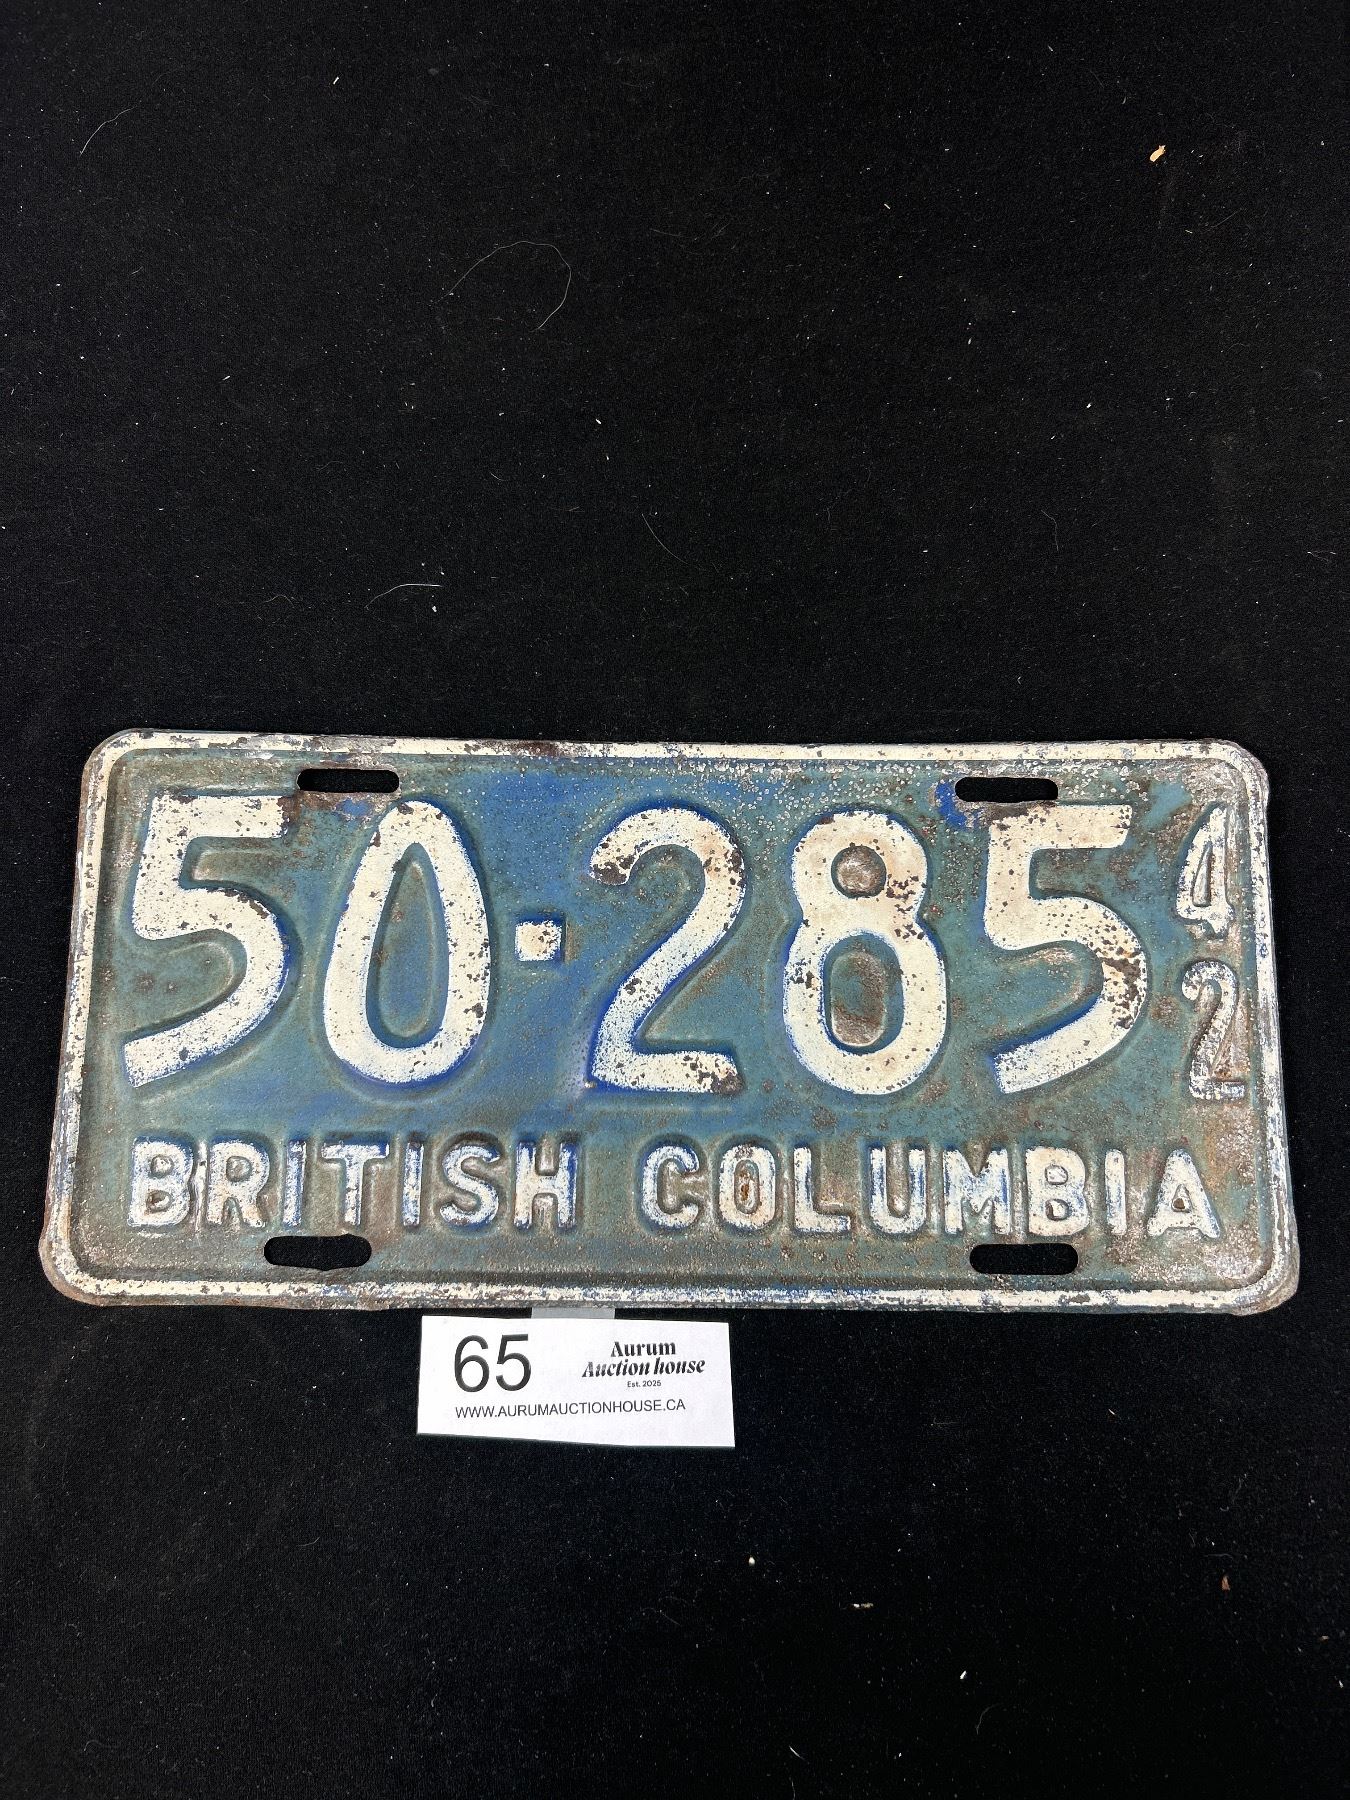 50-285 42
BRITISH COLUMBIA
65
Aurum
Auction house
Est. 2025
WWW.AURUMAUCTIONHOUSE.CA